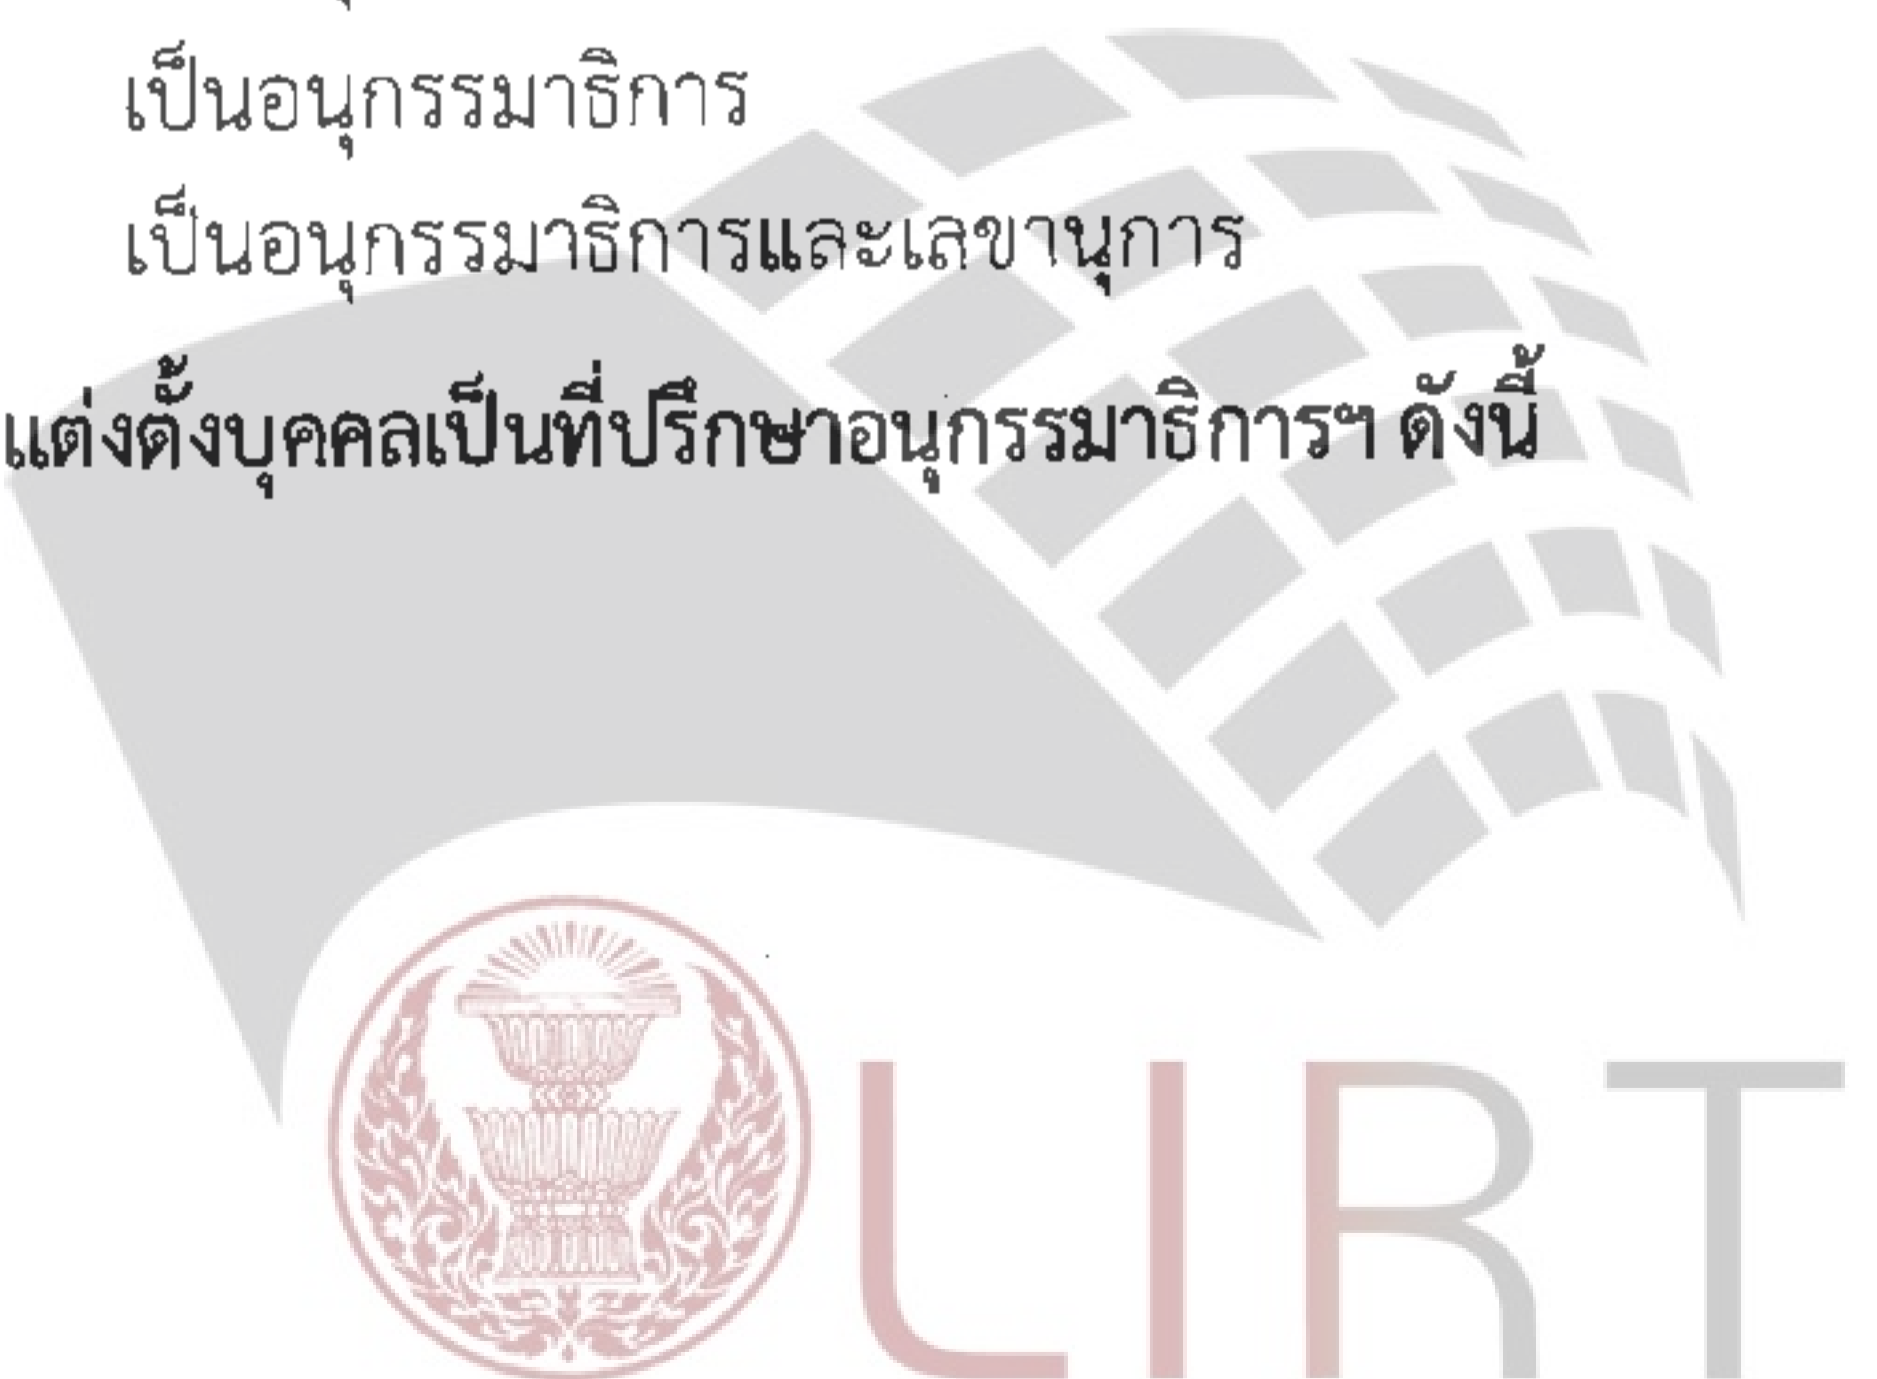 เป็นอนุกรรมาธิการ
เป็นอนุกรรมาธิการและเลขานุการ
แต่งตั้งบุคคลเป็นที่ปรึกษาอนุกรรมาธิการฯ ดังนี้
LIRT